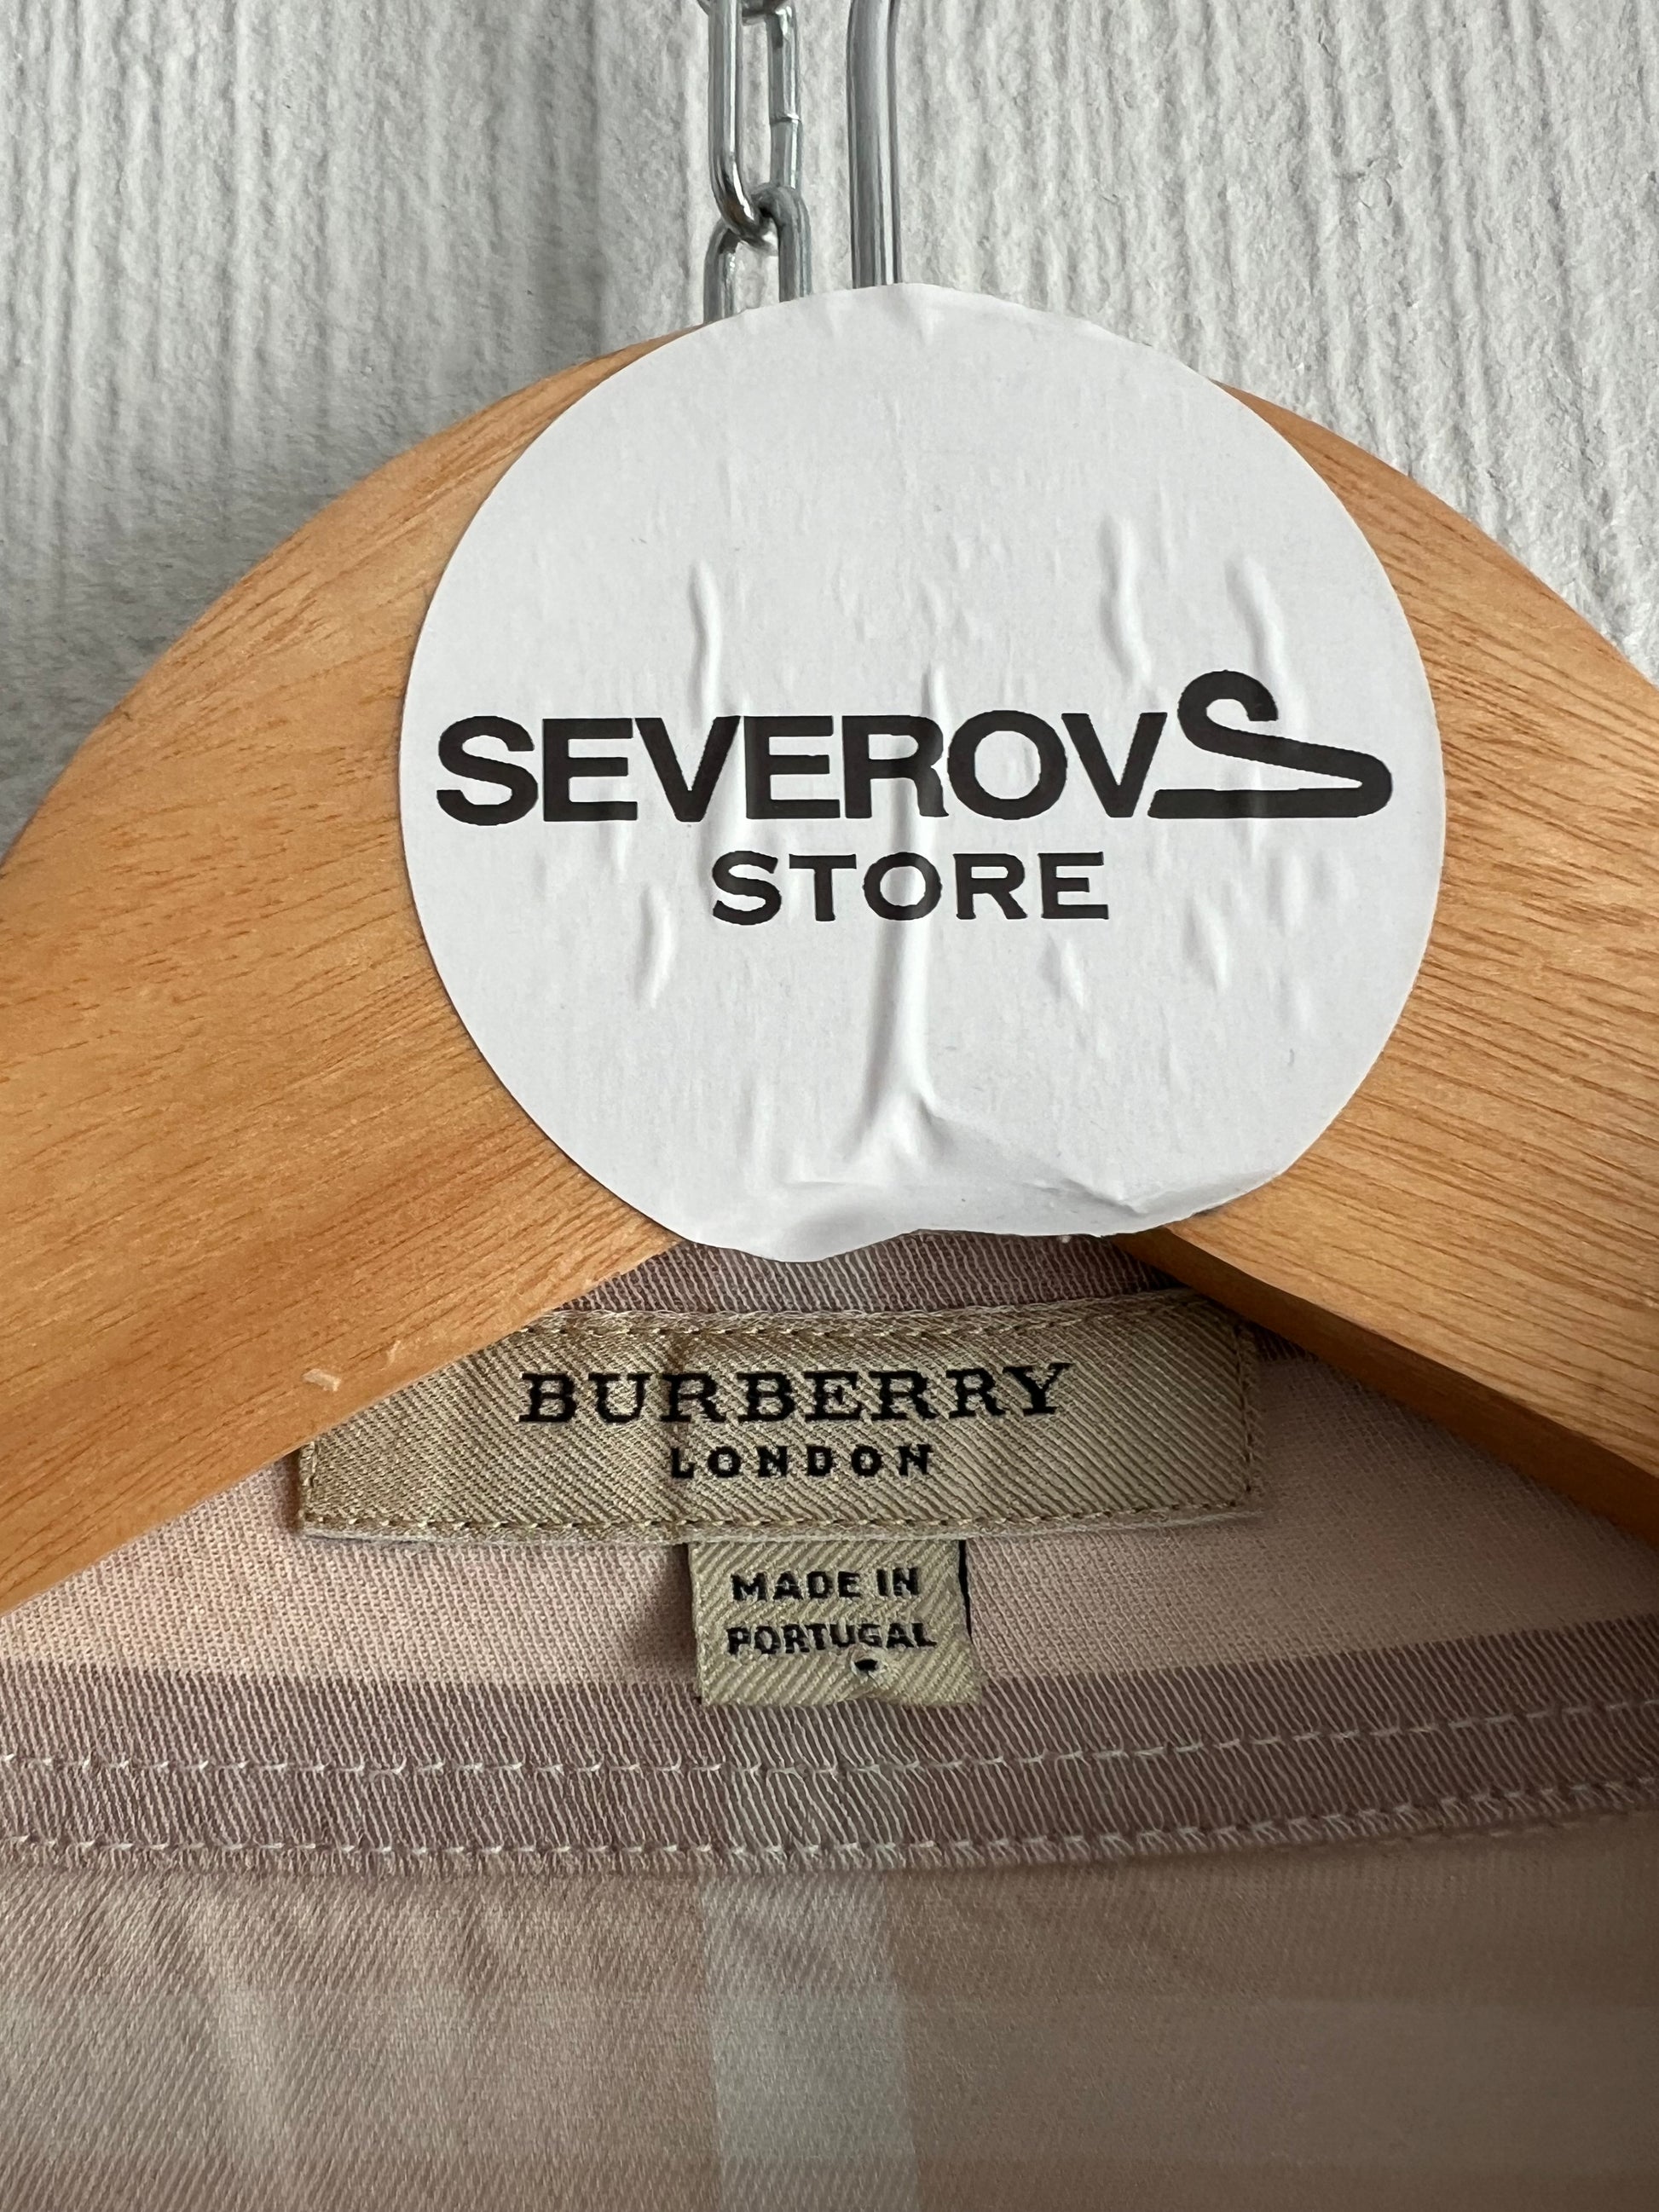 SEVEROVS
STORE
BURBERRY
LONDON
MADE IN
PORTUGAL